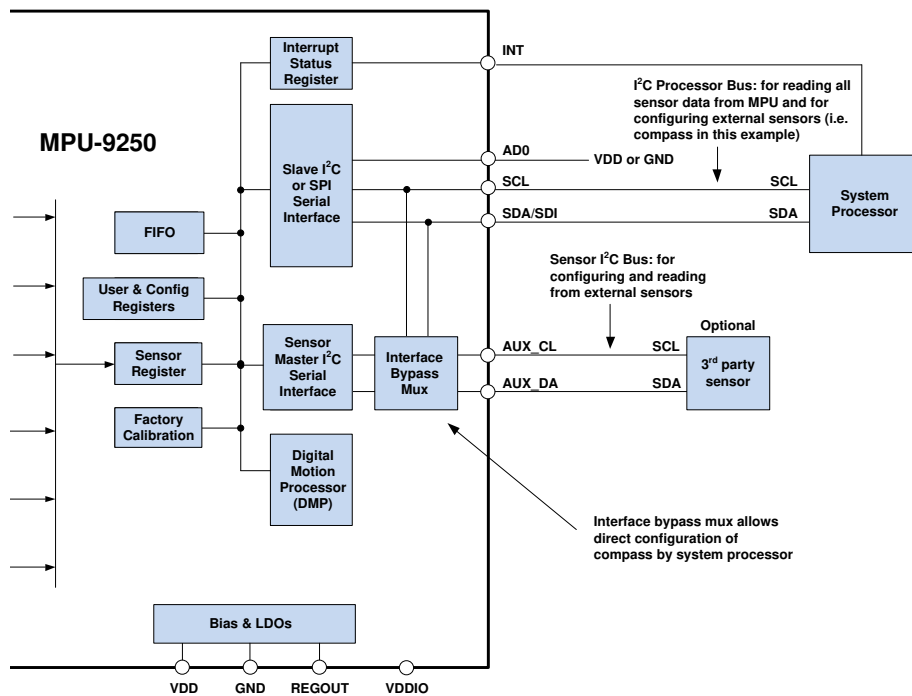 MPU-9250
Interrupt
Status
Register
INT
I²C Processor Bus: for reading all
sensor data from MPU and for
configuring external sensors (i.e.
compass in this example)
Slave I²C
or SPI
Serial
Interface
AD0
VDD or GND
SCL
SCL
SDA/SDI
SDA
System
Processor
FIFO
User & Config
Registers
Sensor
Register
Factory
Calibration
Sensor
Master I²C
Serial
Interface
Interface
Bypass
Mux
Digital
Motion
Processor
(DMP)
Sensor I²C Bus: for
configuring and reading
from external sensors
AUX_CL
SCL
AUX_DA
SDA
Optional
3rd party
sensor
Interface bypass mux allows
direct configuration of
compass by system processor
Bias & LDOs
VDD
GND
REGOUT
VDDIO